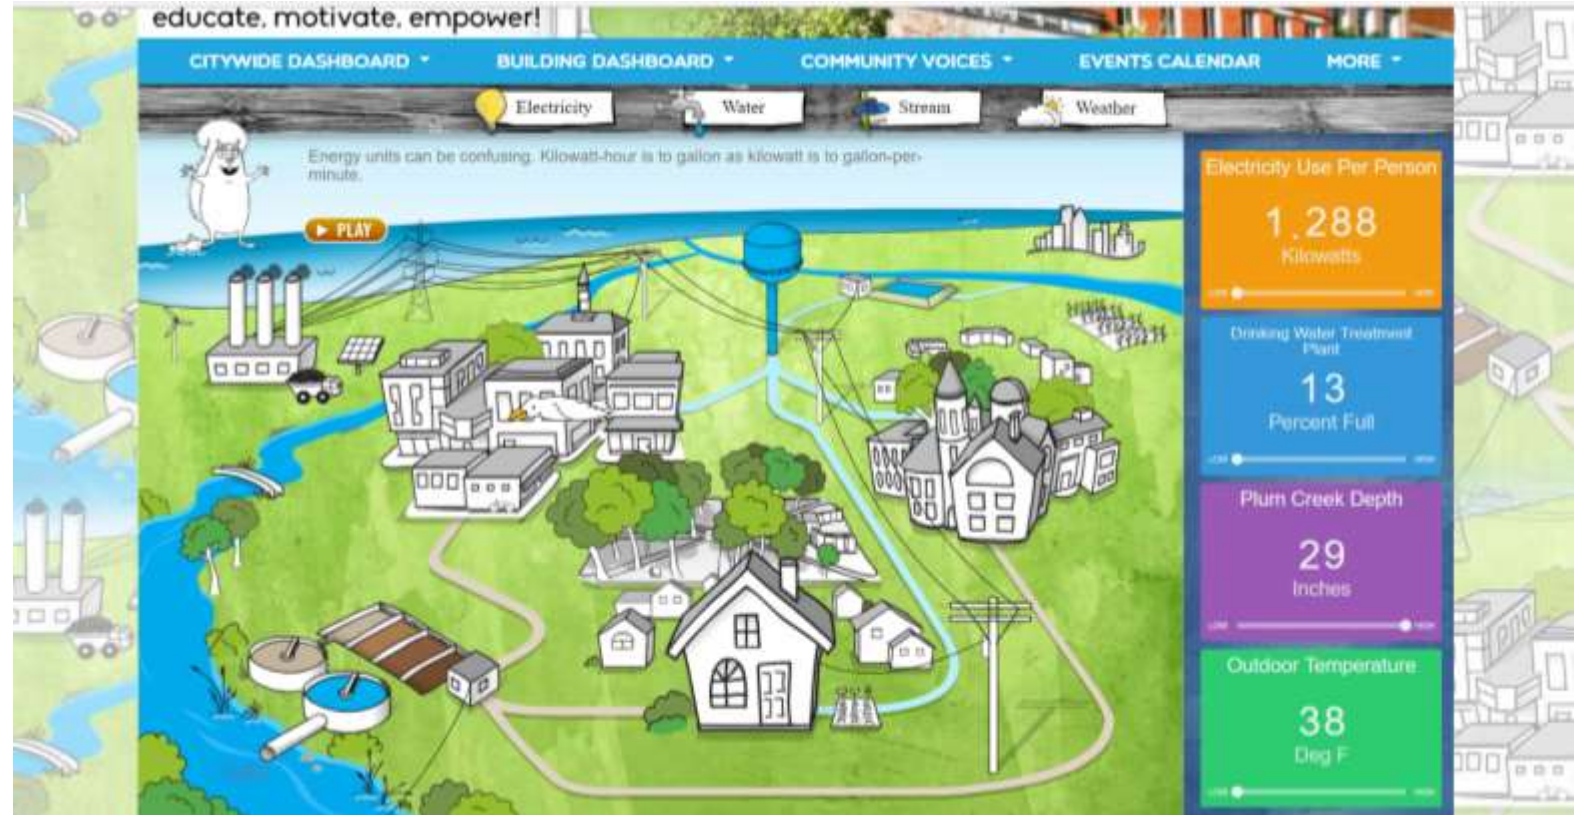 educate, motivate, empower!
CITYWIDE DASHBOARD
BUILDING DASHBOARD
COMMUNITY VOICES
EVENTS CALENDAR
MORE
Electricity
Water
Stream
Weather
Energy units can be confusing. Kilowatt-hour is to gallon as kilowatt is to gallon-per-
minute.
PLAY
Electricity Use Per Person
1.288
Kilowatts
Drinking Water Treatment
Plant
13
Percent Full
Plum Creek Depth
29
Inches
Outdoor Temperature
38
Deg F